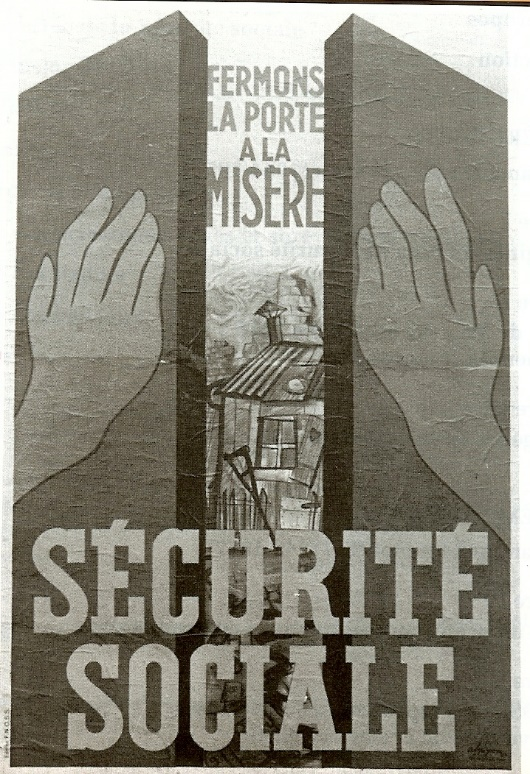 FERMONS
LA PORTE
A LA
MISÈRE
SÉCURITÉ
SOCIALE